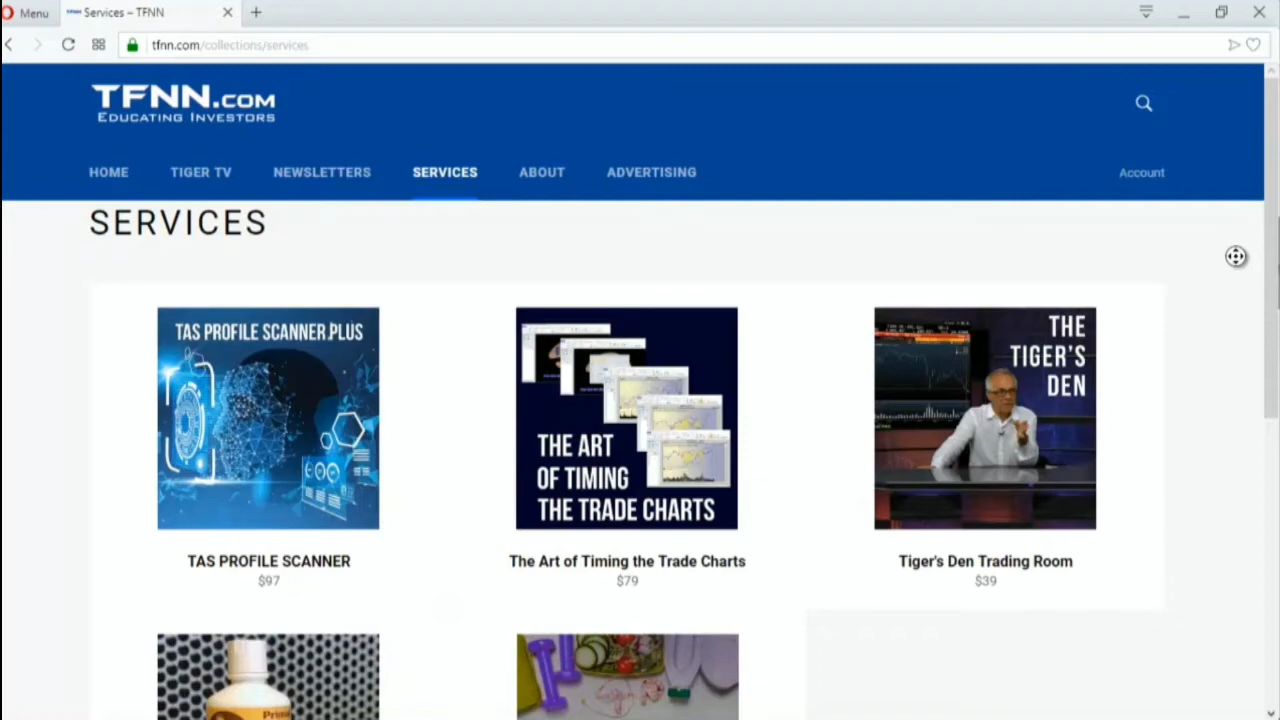 Menu
Services – TFNN
tfnn.com/collections/services
TFNN.COM
EDUCATING INVESTORS
HOME
TIGER TV
NEWSLETTERS
SERVICES
ABOUT
ADVERTISING
Account
SERVICES
TAS PROFILE SCANNER PLUS
THE ART
OF TIMING
THE TRADE CHARTS
THE
TIGER'S
DEN
TAS PROFILE SCANNER
$97
The Art of Timing the Trade Charts
$79
Tiger's Den Trading Room
$39